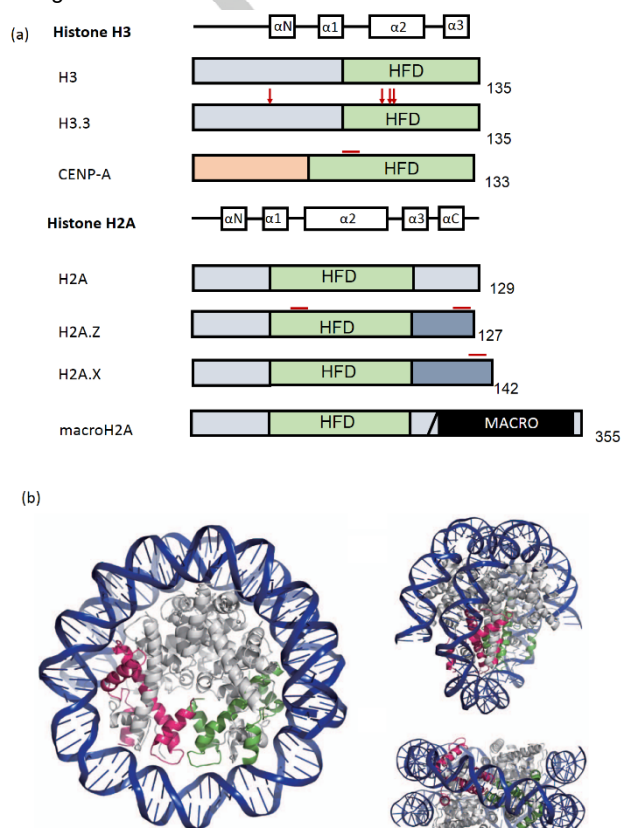 (a) Histone H3 αN α1 α2 α3
H3 HFD 135
H3.3 HFD 135
CENP-A HFD 133
Histone H2A αN α1 α2 α3 αC
H2A HFD 129
H2A.Z HFD 127
H2A.X HFD 142
macroH2A HFD MACRO 355
(b)